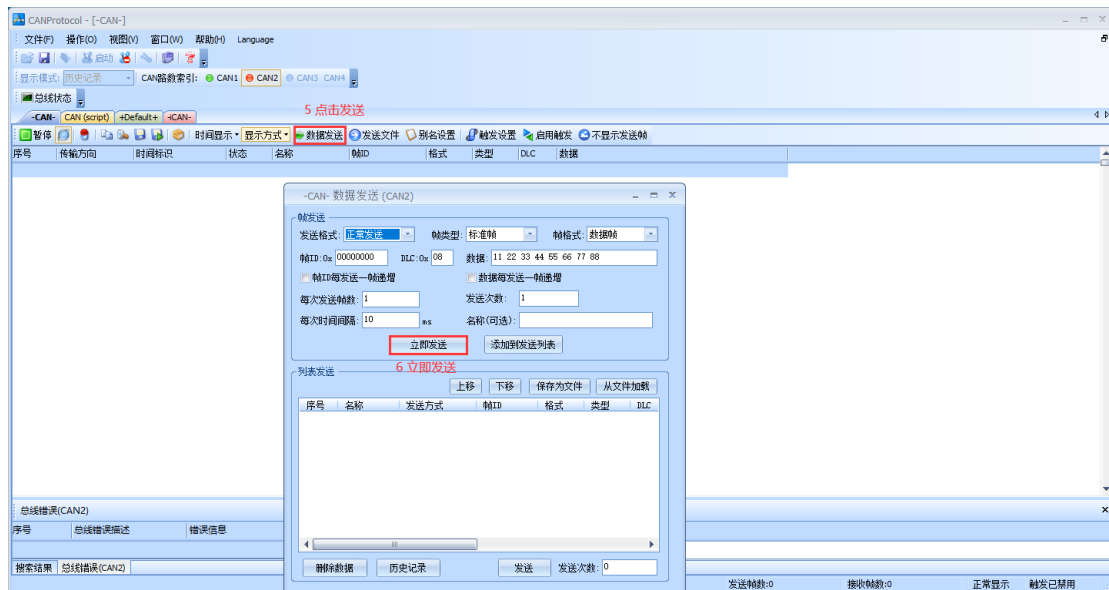 CANProtocol - [-CAN-]
文件(F) 操作(O) 视图(V) 窗口(W) 帮助(H) Language
启动
显示模式: 历史记录 CAN路数索引: CAN1 CAN2 CAN3 CAN4
总线状态
5 点击发送
-CAN- CAN (script) +Default+ -CAN-
暂停 时间显示 显示方式 数据发送 发送文件 别名设置 触发设置 启用触发 不显示发送帧
序号 传输方向 时间标识 状态 名称 帧ID 格式 类型 DLC 数据
-CAN- 数据发送 (CAN2)
帧发送
发送格式: 正常发送 帧类型: 标准帧 帧格式: 数据帧
帧ID:0x 00000000 DLC:0x 08 数据: 11 22 33 44 55 66 77 88
帧ID每发送一帧递增 数据每发送一帧递增
每次发送帧数: 1 发送次数: 1
每次时间间隔: 10 ms 名称(可选):
立即发送 添加到发送列表
6 立即发送
列表发送
上移 下移 保存为文件 从文件加载
序号 名称 发送方式 帧ID 格式 类型 DLC
总线错误(CAN2)
序号 总线错误描述 错误信息
删除数据 历史记录 发送 发送次数: 0
搜索结果 总线错误(CAN2)
发送帧数:0 接收帧数:0 正常显示 触发已禁用